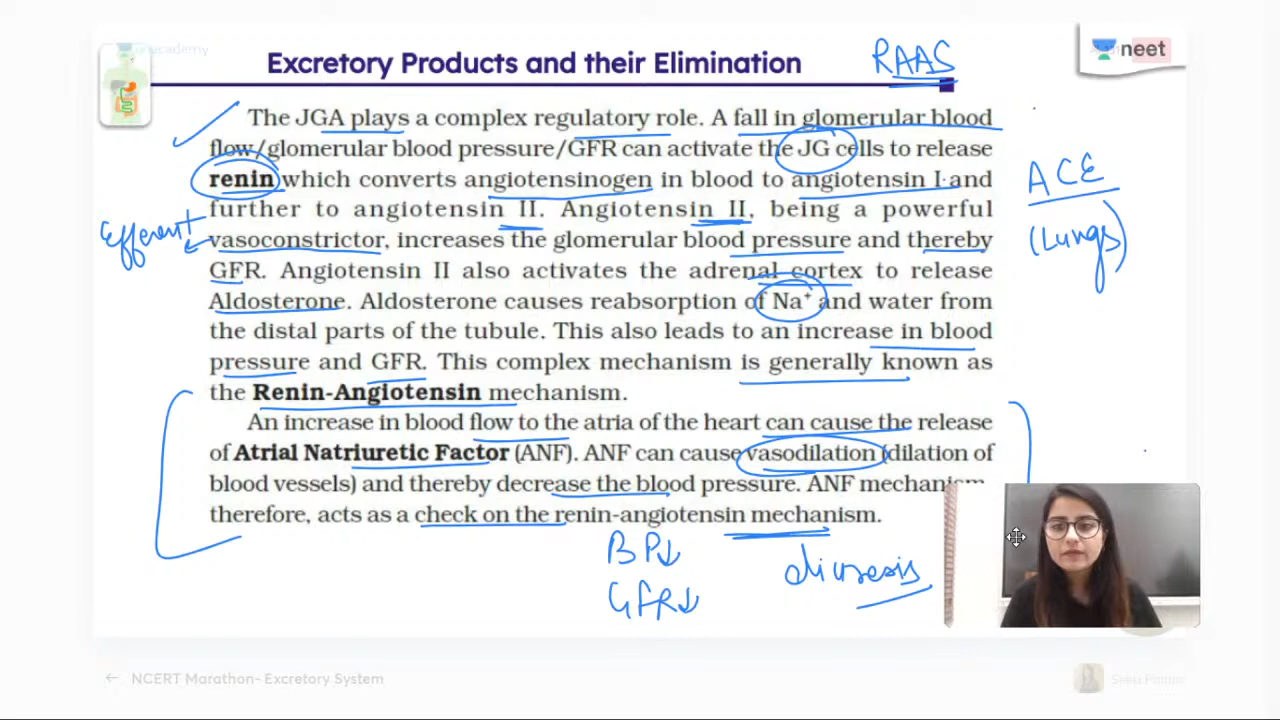 unacademy
Excretory Products and their Elimination
RAAS
neet
The JGA plays a complex regulatory role. A fall in glomerular blood
flow/glomerular blood pressure/GFR can activate the JG cells to release
renin which converts angiotensinogen in blood to angiotensin I and
further to angiotensin II. Angiotensin II, being a powerful
vasoconstrictor, increases the glomerular blood pressure and thereby
GFR. Angiotensin II also activates the adrenal cortex to release
Aldosterone. Aldosterone causes reabsorption of Na⁺ and water from
the distal parts of the tubule. This also leads to an increase in blood
pressure and GFR. This complex mechanism is generally known as
the Renin-Angiotensin mechanism.
ACE
(Lungs)
Efferent
An increase in blood flow to the atria of the heart can cause the release
of Atrial Natriuretic Factor (ANF). ANF can cause vasodilation (dilation of
blood vessels) and thereby decrease the blood pressure. ANF mechanism
therefore, acts as a check on the renin-angiotensin mechanism.
BP↓
GFR↓
diuresis
← NCERT Marathon- Excretory System